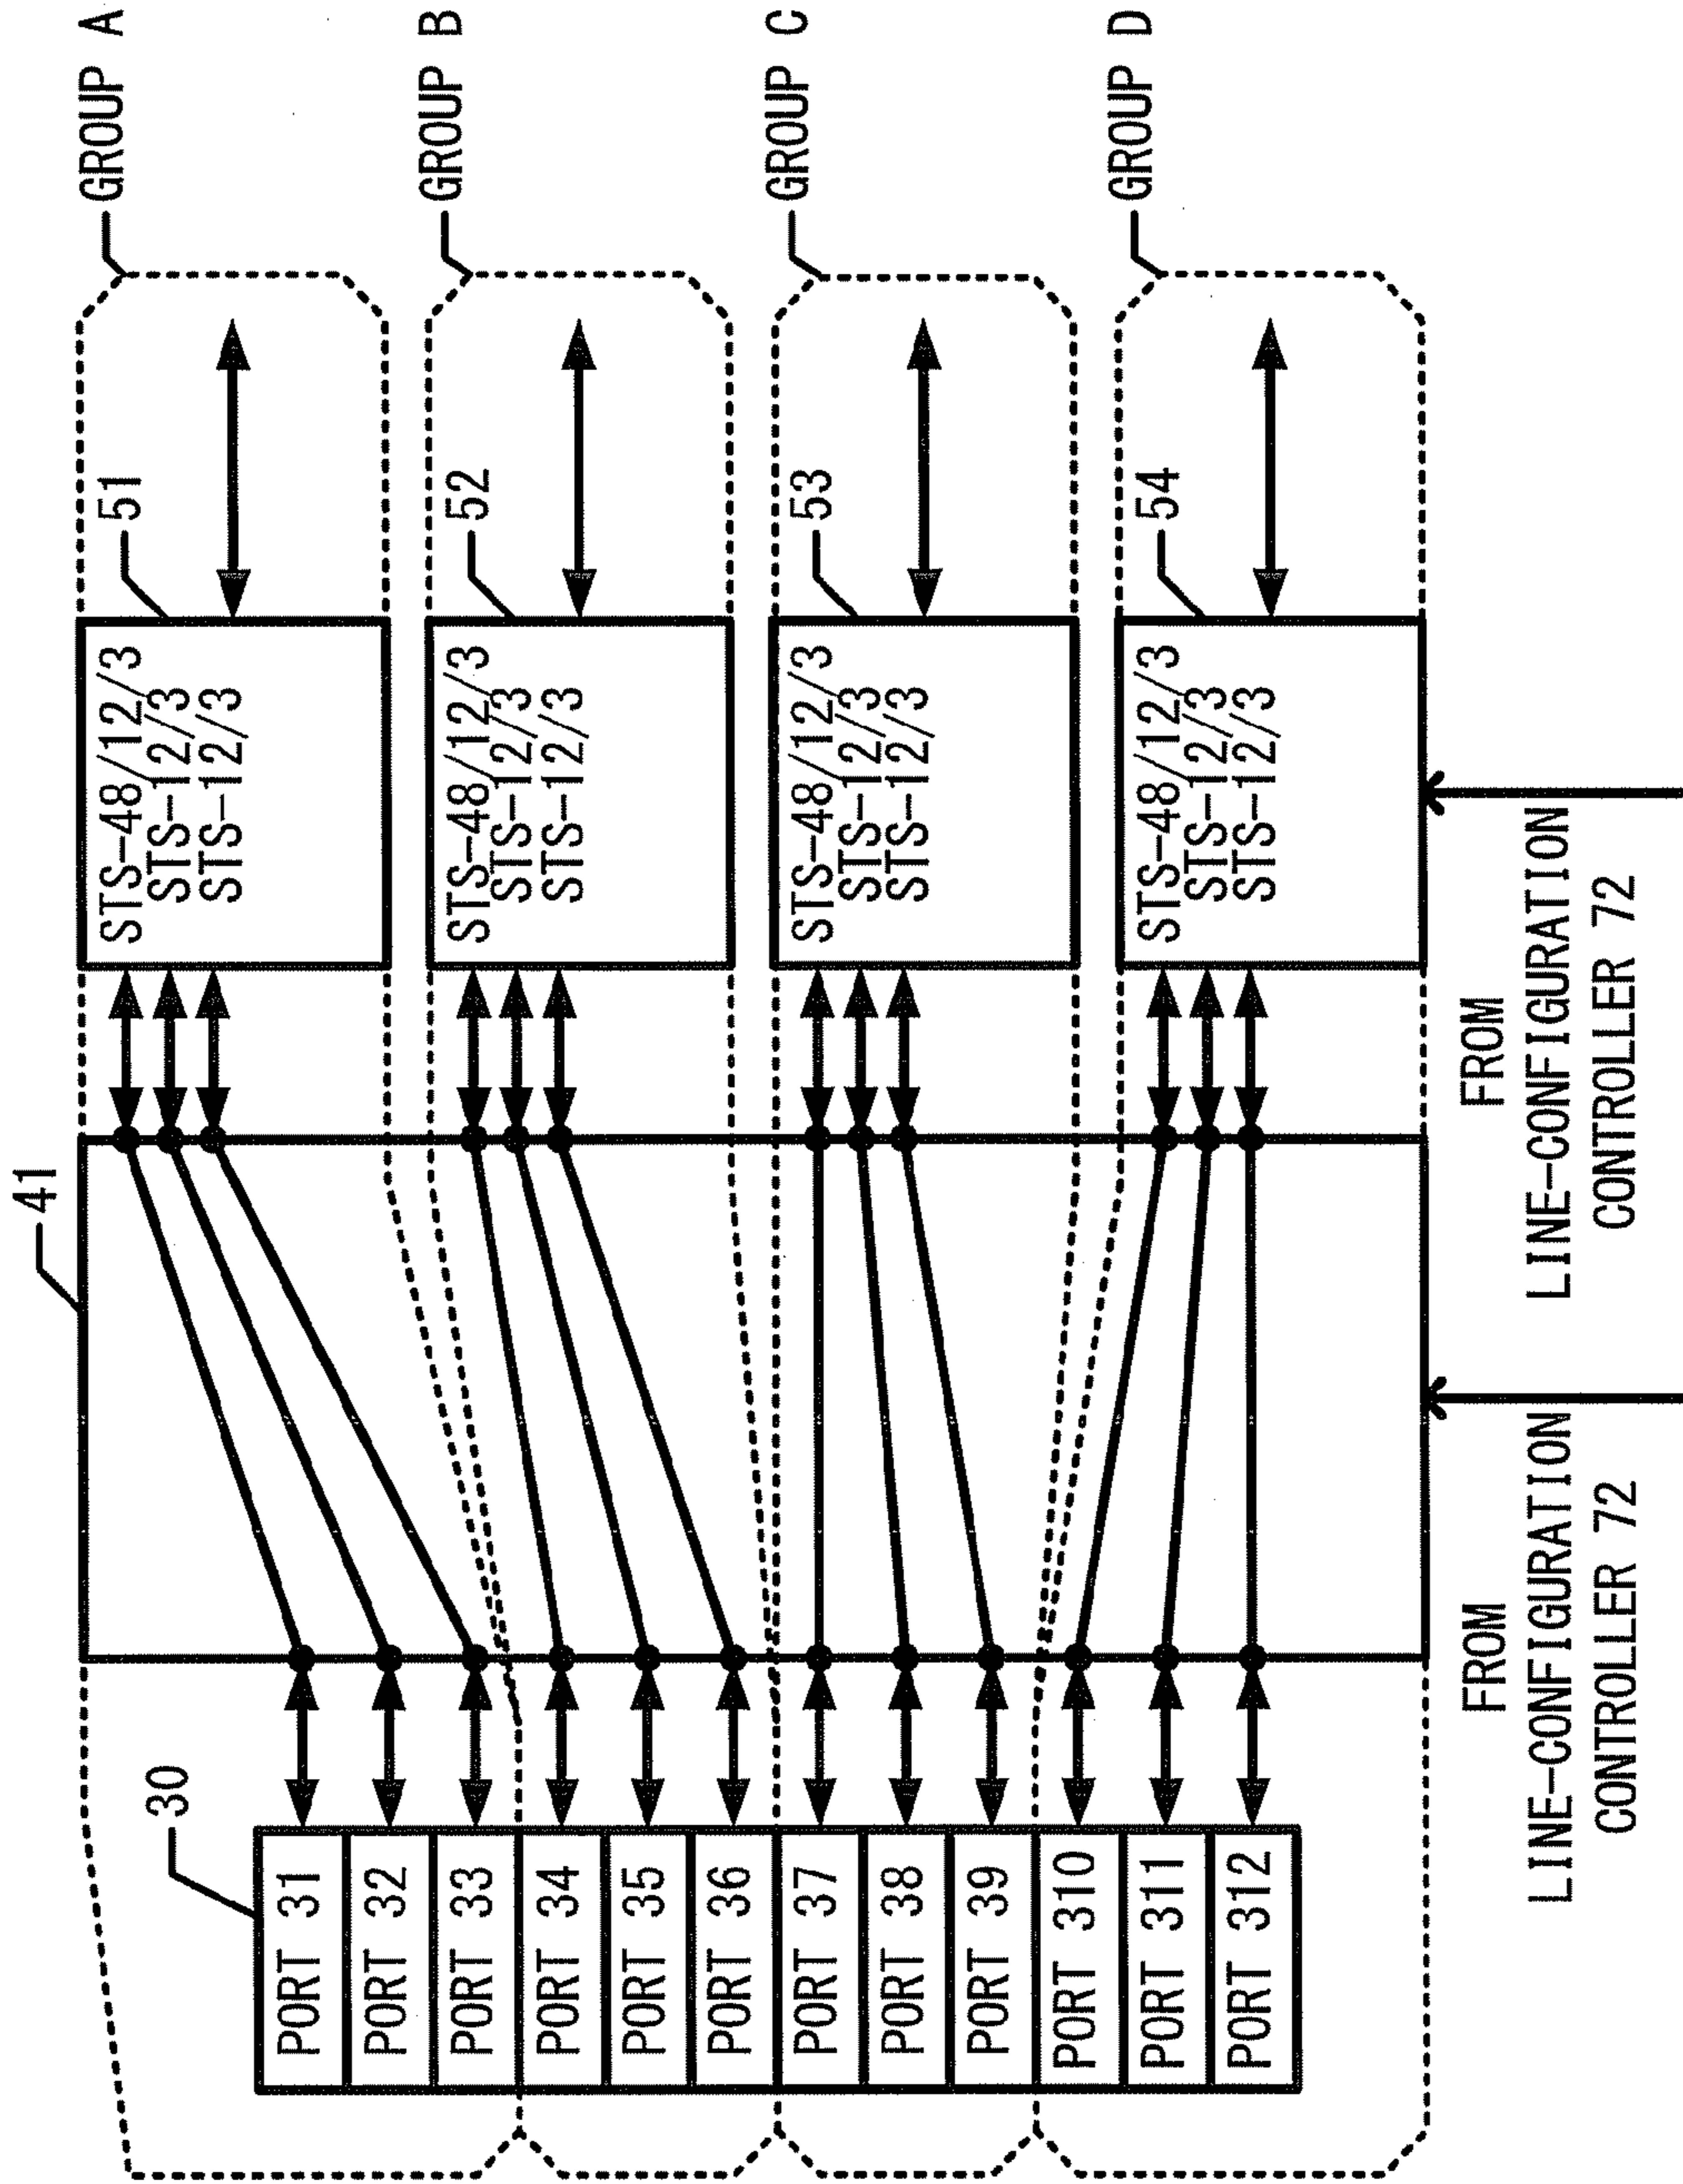 30
PORT 31
PORT 32
PORT 33
PORT 34
PORT 35
PORT 36
PORT 37
PORT 38
PORT 39
PORT 310
PORT 311
PORT 312
41
FROM
LINE-CONFIGURATION
CONTROLLER 72
51
STS-48/12/3
STS-12/3
STS-12/3
52
STS-48/12/3
STS-12/3
STS-12/3
53
STS-48/12/3
STS-12/3
STS-12/3
54
STS-48/12/3
STS-12/3
STS-12/3
FROM
LINE-CONFIGURATION
CONTROLLER 72
GROUP A
GROUP B
GROUP C
GROUP D